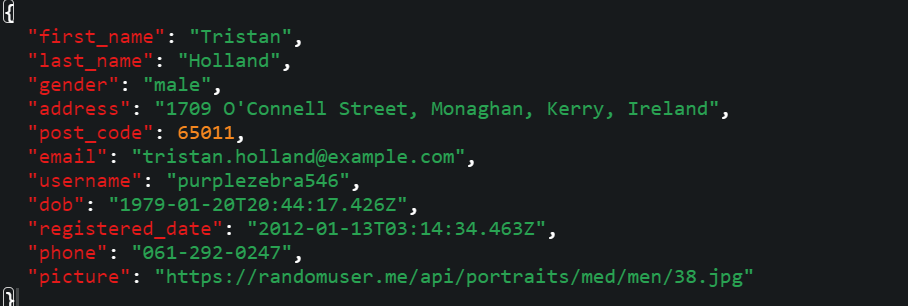 {
"first_name": "Tristan",
"last_name": "Holland",
"gender": "male",
"address": "1709 O'Connell Street, Monaghan, Kerry, Ireland",
"post_code": 65011,
"email": "tristan.holland@example.com",
"username": "purplezebra546",
"dob": "1979-01-20T20:44:17.426Z",
"registered_date": "2012-01-13T03:14:34.463Z",
"phone": "061-292-0247",
"picture": "https://randomuser.me/api/portraits/med/men/38.jpg"
}